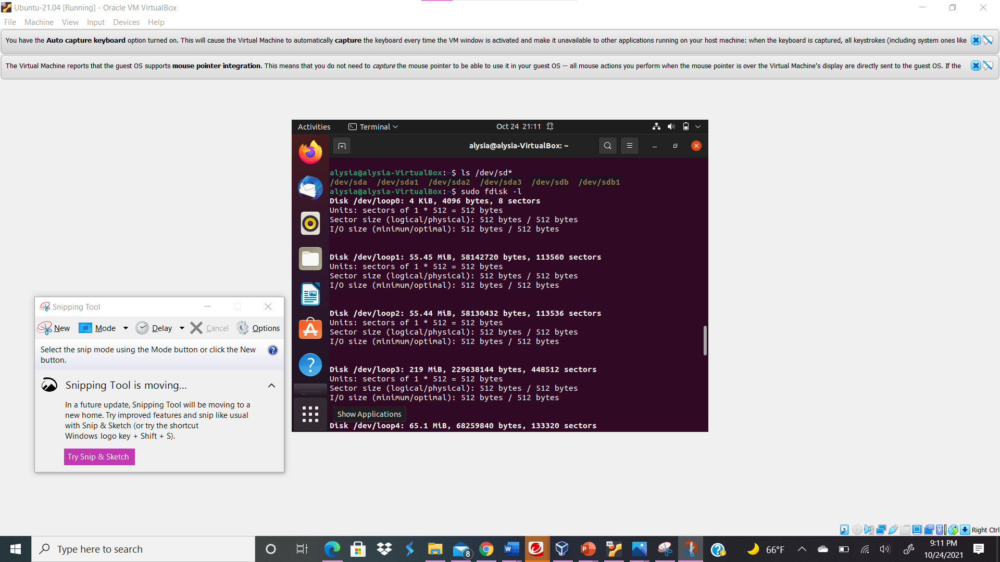 Ubuntu-21.04 [Running] - Oracle VM VirtualBox
File Machine View Input Devices Help
You have the Auto capture keyboard option turned on. This will cause the Virtual Machine to automatically capture the keyboard every time the VM window is activated and make it unavailable to other applications running on your host machine: when the keyboard is captured, all keystrokes (including system ones like
The Virtual Machine reports that the guest OS supports mouse pointer integration. This means that you do not need to capture the mouse pointer to be able to use it in your guest OS -- all mouse actions you perform when the mouse pointer is over the Virtual Machine's display are directly sent to the guest OS. If the
Activities Terminal Oct 24 21:11
alysia@alysia-VirtualBox: ~
alysia@alysia-VirtualBox:~$ ls /dev/sd*
/dev/sda /dev/sda1 /dev/sda2 /dev/sda3 /dev/sdb /dev/sdb1
alysia@alysia-VirtualBox:~$ sudo fdisk -l
Disk /dev/loop0: 4 KiB, 4096 bytes, 8 sectors
Units: sectors of 1 * 512 = 512 bytes
Sector size (logical/physical): 512 bytes / 512 bytes
I/O size (minimum/optimal): 512 bytes / 512 bytes
Disk /dev/loop1: 55.45 MiB, 58142720 bytes, 113560 sectors
Units: sectors of 1 * 512 = 512 bytes
Sector size (logical/physical): 512 bytes / 512 bytes
I/O size (minimum/optimal): 512 bytes / 512 bytes
Disk /dev/loop2: 55.44 MiB, 58130432 bytes, 113536 sectors
Units: sectors of 1 * 512 = 512 bytes
Sector size (logical/physical): 512 bytes / 512 bytes
I/O size (minimum/optimal): 512 bytes / 512 bytes
Disk /dev/loop3: 219 MiB, 229638144 bytes, 448512 sectors
Units: sectors of 1 * 512 = 512 bytes
Sector size (logical/physical): 512 bytes / 512 bytes
I/O size (minimum/optimal): 512 bytes / 512 bytes
Show Applications
Disk /dev/loop4: 65.1 MiB, 68259840 bytes, 133320 sectors
Snipping Tool
New Mode Delay Cancel Options
Select the snip mode using the Mode button or click the New
button.
Snipping Tool is moving...
In a future update, Snipping Tool will be moving to a
new home. Try improved features and snip like usual
with Snip & Sketch (or try the shortcut
Windows logo key + Shift + S).
Try Snip & Sketch
Right Ctrl
Type here to search
8
64
66°F
9:11 PM
10/24/2021